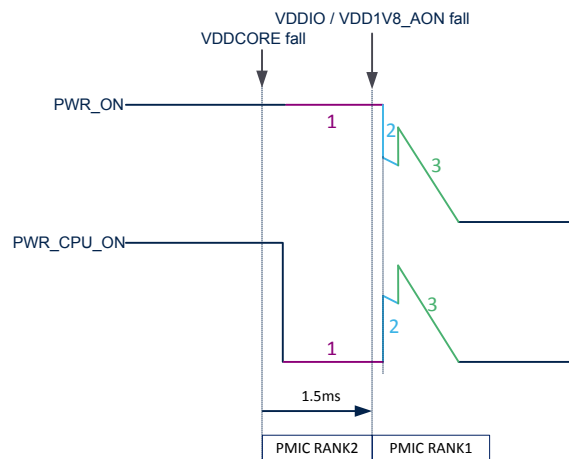 VDDIO / VDD1V8_AON fall
VDDCORE fall
PWR_ON
1
2
3
PWR_CPU_ON
1
2
3
1.5ms
PMIC RANK2
PMIC RANK1